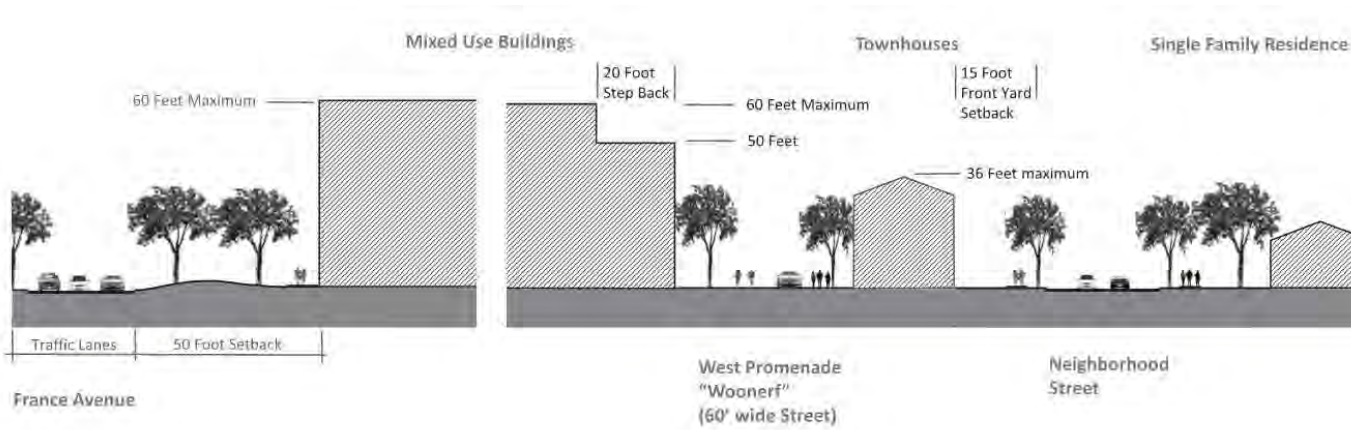 Mixed Use Buildings
Townhouses
Single Family Residence
20 Foot
Step Back
15 Foot
Front Yard
Setback
60 Feet Maximum
60 Feet Maximum
50 Feet
36 Feet maximum
Traffic Lanes
50 Foot Setback
France Avenue
West Promenade
"Woonerf"
(60' wide Street)
Neighborhood
Street